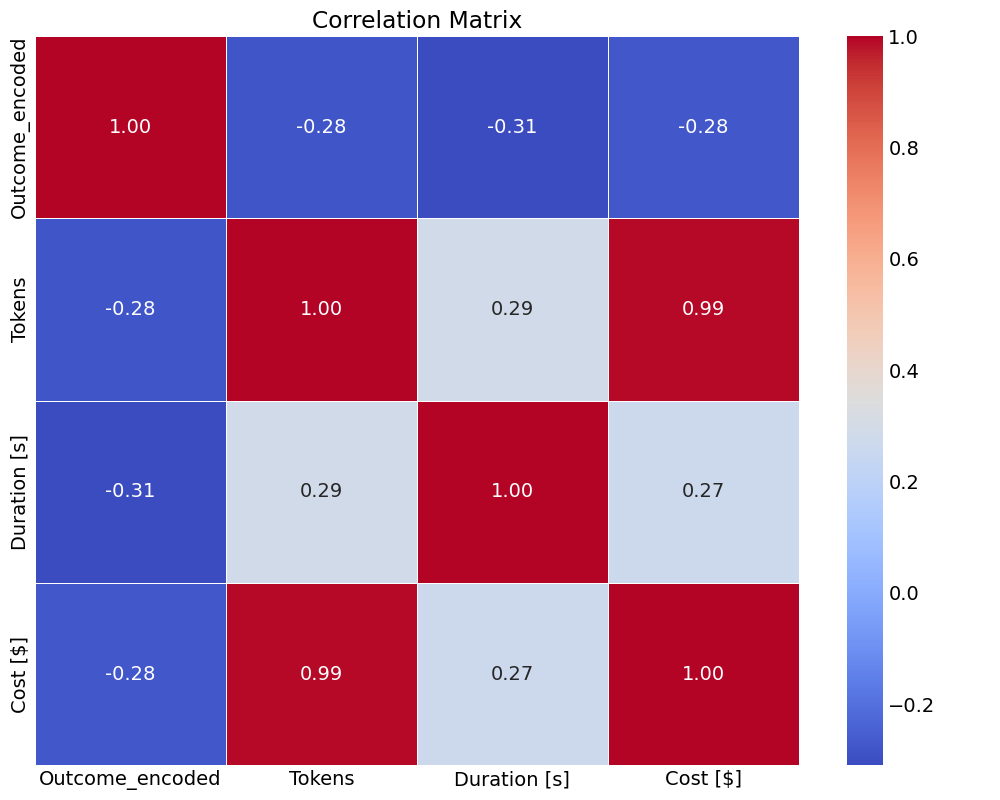 Correlation Matrix
Outcome_encoded
1.00 -0.28 -0.31 -0.28
Tokens
-0.28 1.00 0.29 0.99
Duration [s]
-0.31 0.29 1.00 0.27
Cost [$]
-0.28 0.99 0.27 1.00
Outcome_encoded Tokens Duration [s] Cost [$]
1.0
0.8
0.6
0.4
0.2
0.0
−0.2